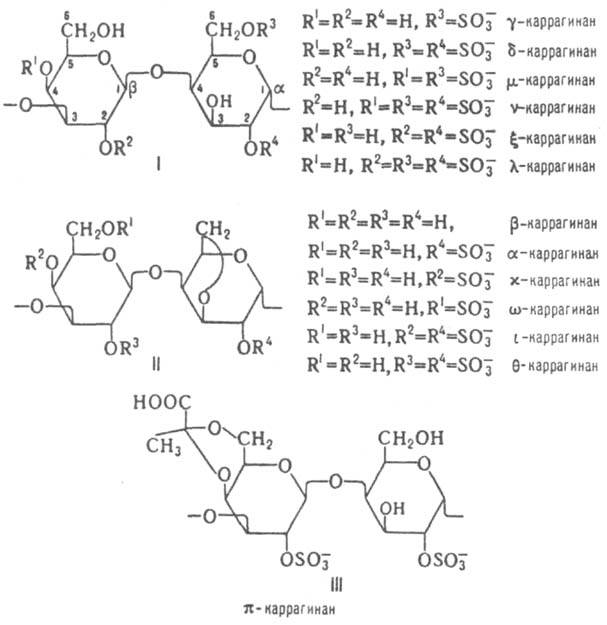 6
CH₂OH
R¹O
5
O
4
1
β
3
2
OR²
O
6
CH₂OR³
5
O
4
HO
3
2
1
α
OR⁴
I
R¹=R²=R⁴=H, R³=SO₃⁻ γ-каррагинан
R¹=R²=H, R³=R⁴=SO₃⁻ δ-каррагинан
R²=R⁴=H, R¹=R³=SO₃⁻ μ-каррагинан
R²=H, R¹=R³=R⁴=SO₃⁻ ν-каррагинан
R¹=R³=H, R²=R⁴=SO₃⁻ ξ-каррагинан
R¹=H, R²=R³=R⁴=SO₃⁻ λ-каррагинан
CH₂OR¹
R²O
O
O
OR³
O
CH₂
O
O
OR⁴
II
R¹=R²=R³=R⁴=H, β-каррагинан
R¹=R²=R³=H, R⁴=SO₃⁻ α-каррагинан
R¹=R³=R⁴=H, R²=SO₃⁻ ϰ-каррагинан
R²=R³=R⁴=H, R¹=SO₃⁻ ω-каррагинан
R¹=R³=H, R²=R⁴=SO₃⁻ ι-каррагинан
R¹=R²=H, R³=R⁴=SO₃⁻ θ-каррагинан
HOOC
O
CH₂
CH₃
O
O
O
OSO₃⁻
O
CH₂OH
O
HO
OSO₃⁻
III
π-каррагинан